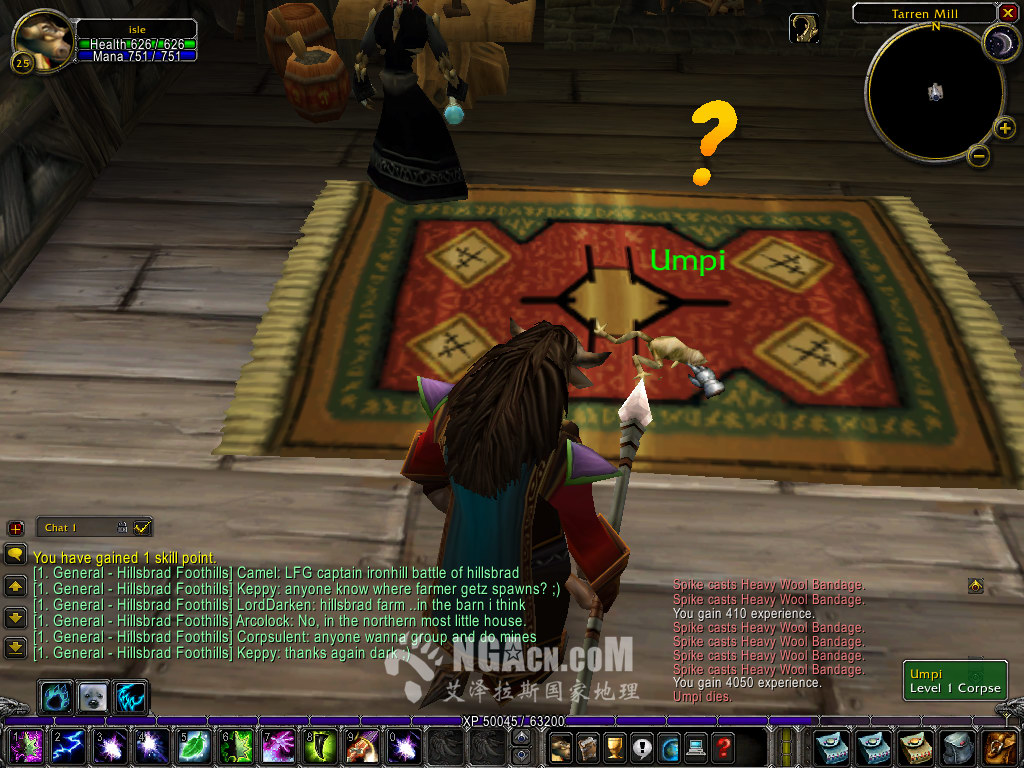 isle
Health 626 / 626
Mana 751 / 751
25
Tarren Mill
N
?
Umpi
Chat 1
You have gained 1 skill point.
[1. General - Hillsbrad Foothills] Camel: LFG captain ironhill battle of hillsbrad
[1. General - Hillsbrad Foothills] Keppy: anyone know where farmer getz spawns? ;)
[1. General - Hillsbrad Foothills] LordDarken: hillsbrad farm ..in the barn i think
[1. General - Hillsbrad Foothills] Arcolock: No, in the northern most little house.
[1. General - Hillsbrad Foothills] Corpsulent: anyone wanna group and do mines
[1. General - Hillsbrad Foothills] Keppy: thanks again dark ;)
Spike casts Heavy Wool Bandage.
Spike casts Heavy Wool Bandage.
You gain 410 experience.
Spike casts Heavy Wool Bandage.
Spike casts Heavy Wool Bandage.
Spike casts Heavy Wool Bandage.
Spike casts Heavy Wool Bandage.
You gain 4050 experience.
Umpi dies.
NGACN.COM
艾泽拉斯国家地理
Umpi
Level 1 Corpse
XP 50045 / 63200
1 2 3 4 5 6 7 8 9 0